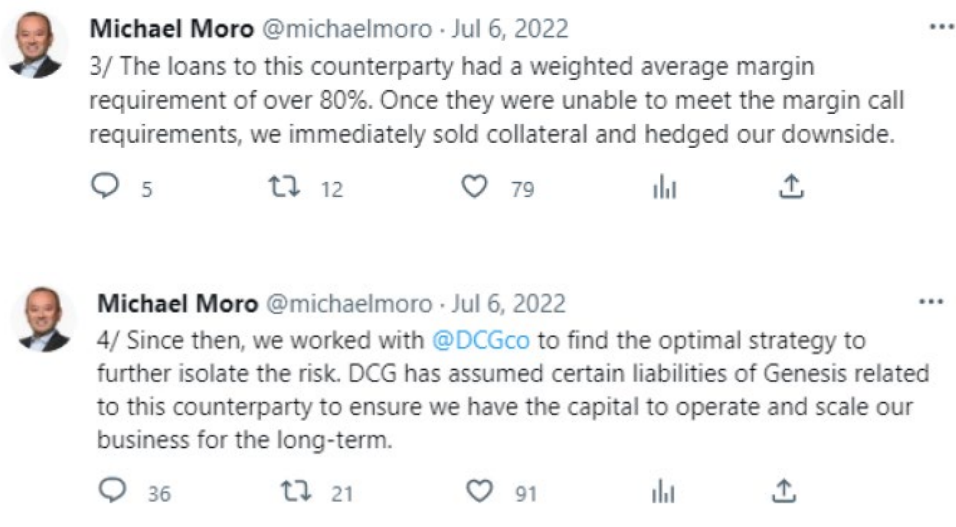 Michael Moro @michaelmoro · Jul 6, 2022
3/ The loans to this counterparty had a weighted average margin
requirement of over 80%. Once they were unable to meet the margin call
requirements, we immediately sold collateral and hedged our downside.
5 12 79
Michael Moro @michaelmoro · Jul 6, 2022
4/ Since then, we worked with @DCGco to find the optimal strategy to
further isolate the risk. DCG has assumed certain liabilities of Genesis related
to this counterparty to ensure we have the capital to operate and scale our
business for the long-term.
36 21 91